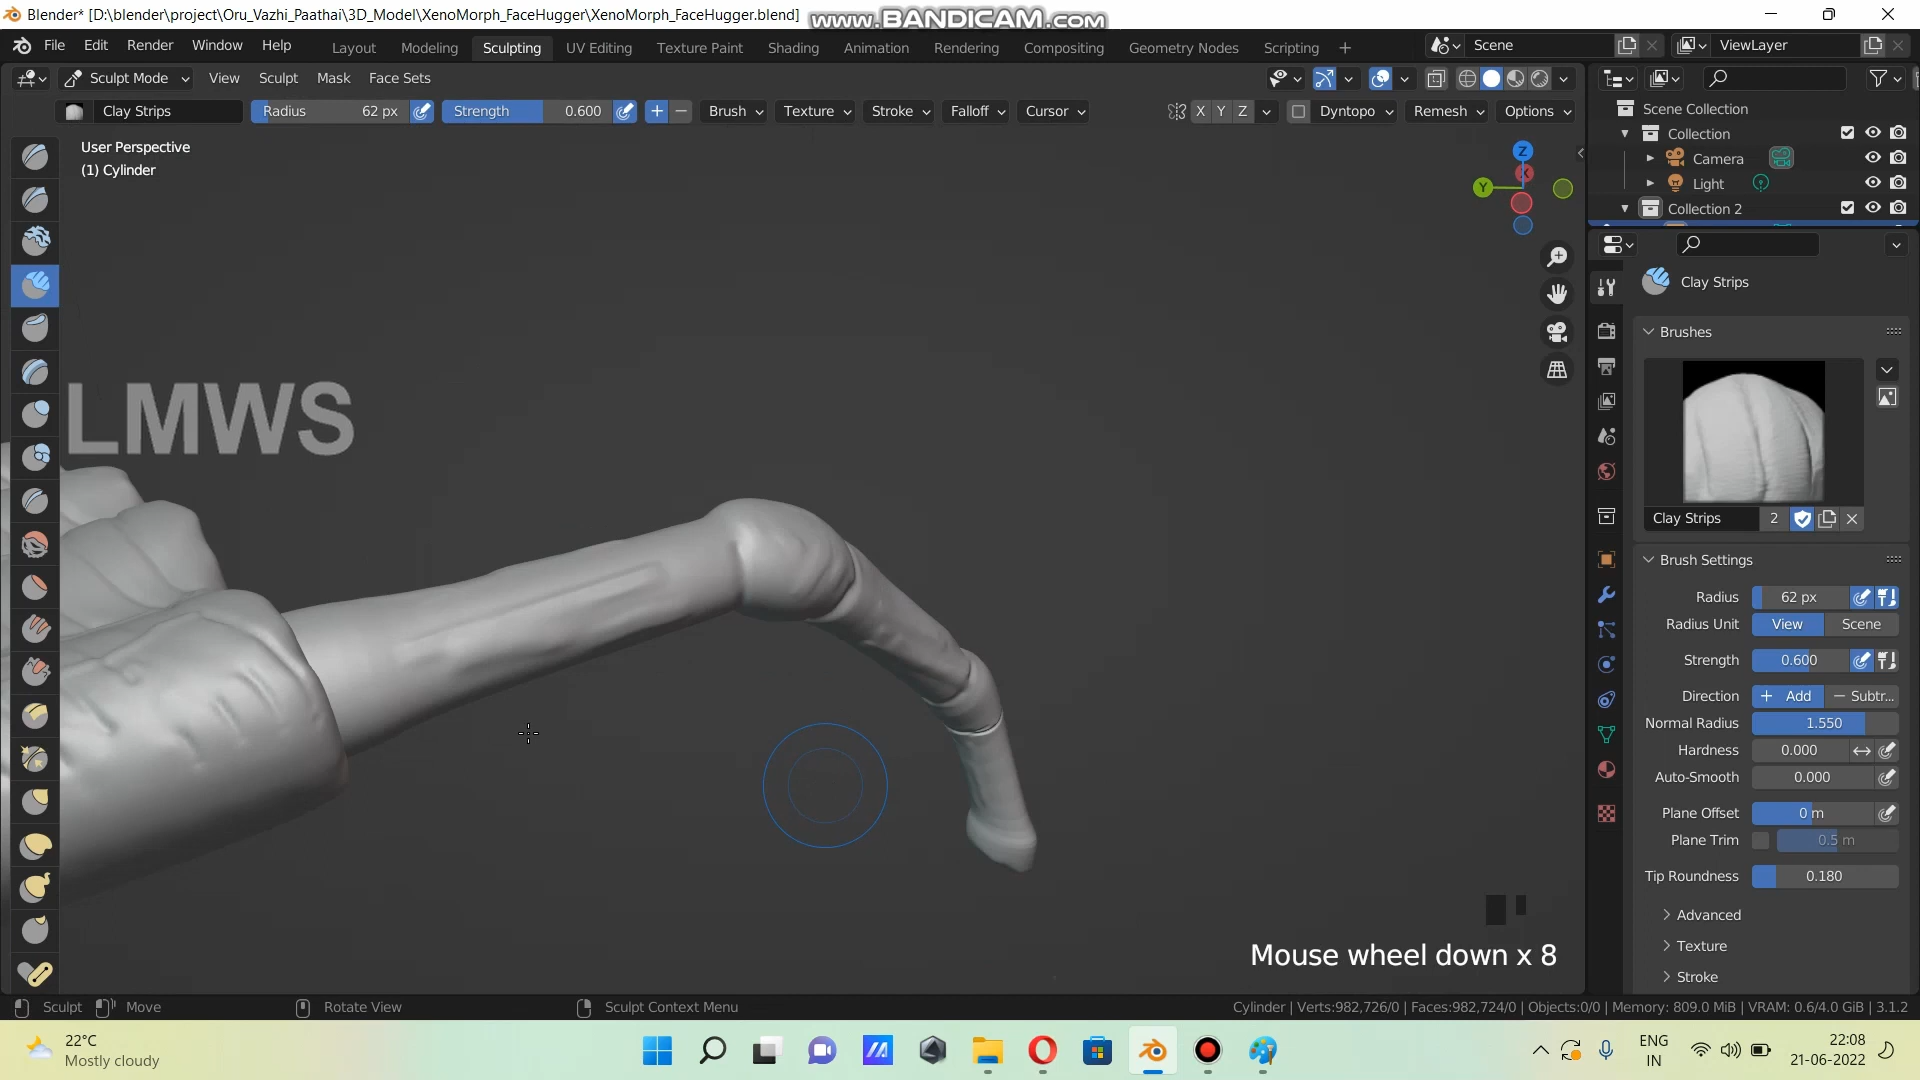 Blender* [D:\blender\project\Oru_Vazhi_Paathai\3D_Model\XenoMorph_FaceHugger\XenoMorph_FaceHugger.blend]
www.BANDICAM.com
File Edit Render Window Help Layout Modeling Sculpting UV Editing Texture Paint Shading Animation Rendering Compositing Geometry Nodes Scripting + Scene ViewLayer
Sculpt Mode View Sculpt Mask Face Sets
Clay Strips Radius 62 px Strength 0.600 + − Brush Texture Stroke Falloff Cursor X Y Z Dyntopo Remesh Options
Scene Collection
Collection
Camera
Light
Collection 2
User Perspective
(1) Cylinder
Z
X
Y
LMWS
Clay Strips
Brushes
Clay Strips 2
Brush Settings
Radius 62 px
Radius Unit View Scene
Strength 0.600
Direction + Add − Subtr...
Normal Radius 1.550
Hardness 0.000
Auto-Smooth 0.000
Plane Offset 0 m
Plane Trim 0.5 m
Tip Roundness 0.180
Advanced
Texture
Stroke
Mouse wheel down x 8
Sculpt Move Rotate View Sculpt Context Menu Cylinder | Verts:982,726/0 | Faces:982,724/0 | Objects:0/0 | Memory: 809.0 MiB | VRAM: 0.6/4.0 GiB | 3.1.2
22°C
Mostly cloudy
ENG
IN
22:08
21-06-2022